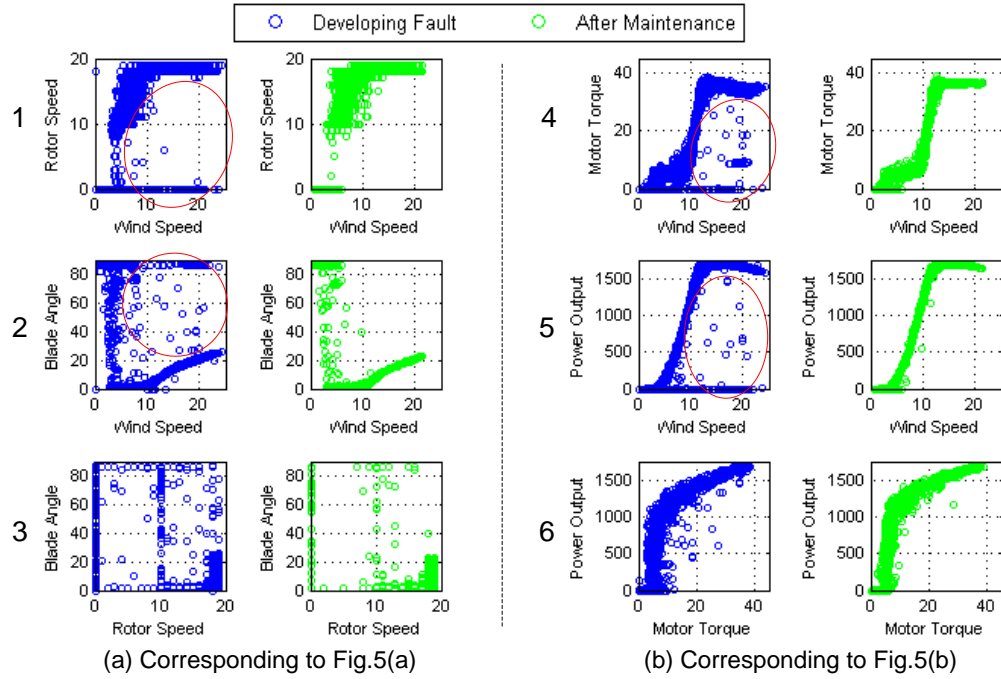 Developing Fault After Maintenance
1
Rotor Speed
20
10
0
0 10 20
Wind Speed
Rotor Speed
20
10
0
0 10 20
Wind Speed
4
Motor Torque
40
20
0
0 10 20
Wind Speed
Motor Torque
40
20
0
0 10 20
Wind Speed
2
Blade Angle
80
60
40
20
0
0 10 20
Wind Speed
Blade Angle
80
60
40
20
0
0 10 20
Wind Speed
5
Power Output
1500
1000
500
0
0 10 20
Wind Speed
Power Output
1500
1000
500
0
0 10 20
Wind Speed
3
Blade Angle
80
60
40
20
0
0 10 20
Rotor Speed
Blade Angle
80
60
40
20
0
0 10 20
Rotor Speed
6
Power Output
1500
1000
500
0
0 20 40
Motor Torque
Power Output
1500
1000
500
0
0 20 40
Motor Torque
(a) Corresponding to Fig.5(a)
(b) Corresponding to Fig.5(b)